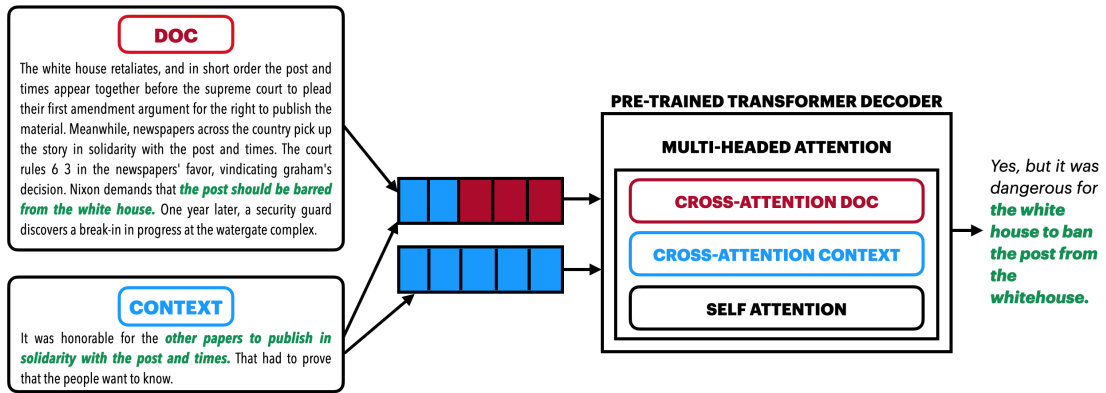 DOC
The white house retaliates, and in short order the post and
times appear together before the supreme court to plead
their first amendment argument for the right to publish the
material. Meanwhile, newspapers across the country pick up
the story in solidarity with the post and times. The court
rules 6 3 in the newspapers' favor, vindicating graham's
decision. Nixon demands that the post should be barred
from the white house. One year later, a security guard
discovers a break-in in progress at the watergate complex.
CONTEXT
It was honorable for the other papers to publish in
solidarity with the post and times. That had to prove
that the people want to know.
PRE-TRAINED TRANSFORMER DECODER
MULTI-HEADED ATTENTION
CROSS-ATTENTION DOC
CROSS-ATTENTION CONTEXT
SELF ATTENTION
Yes, but it was
dangerous for
the white
house to ban
the post from
the
whitehouse.